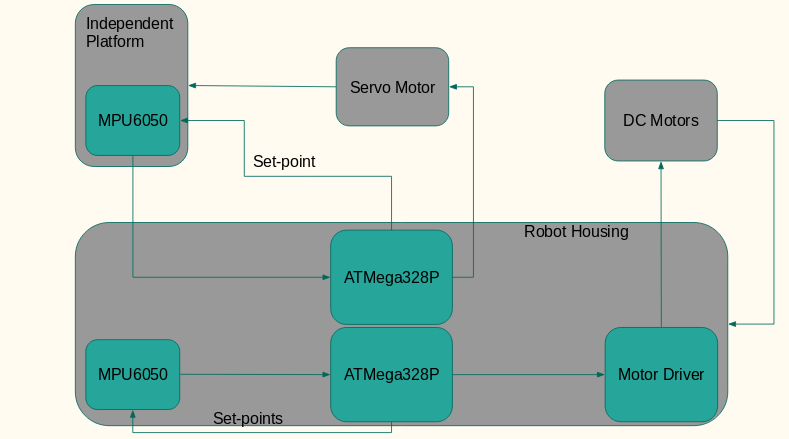 Independent
Platform
MPU6050
Servo Motor
DC Motors
Set-point
Robot Housing
ATMega328P
MPU6050
ATMega328P
Motor Driver
Set-points